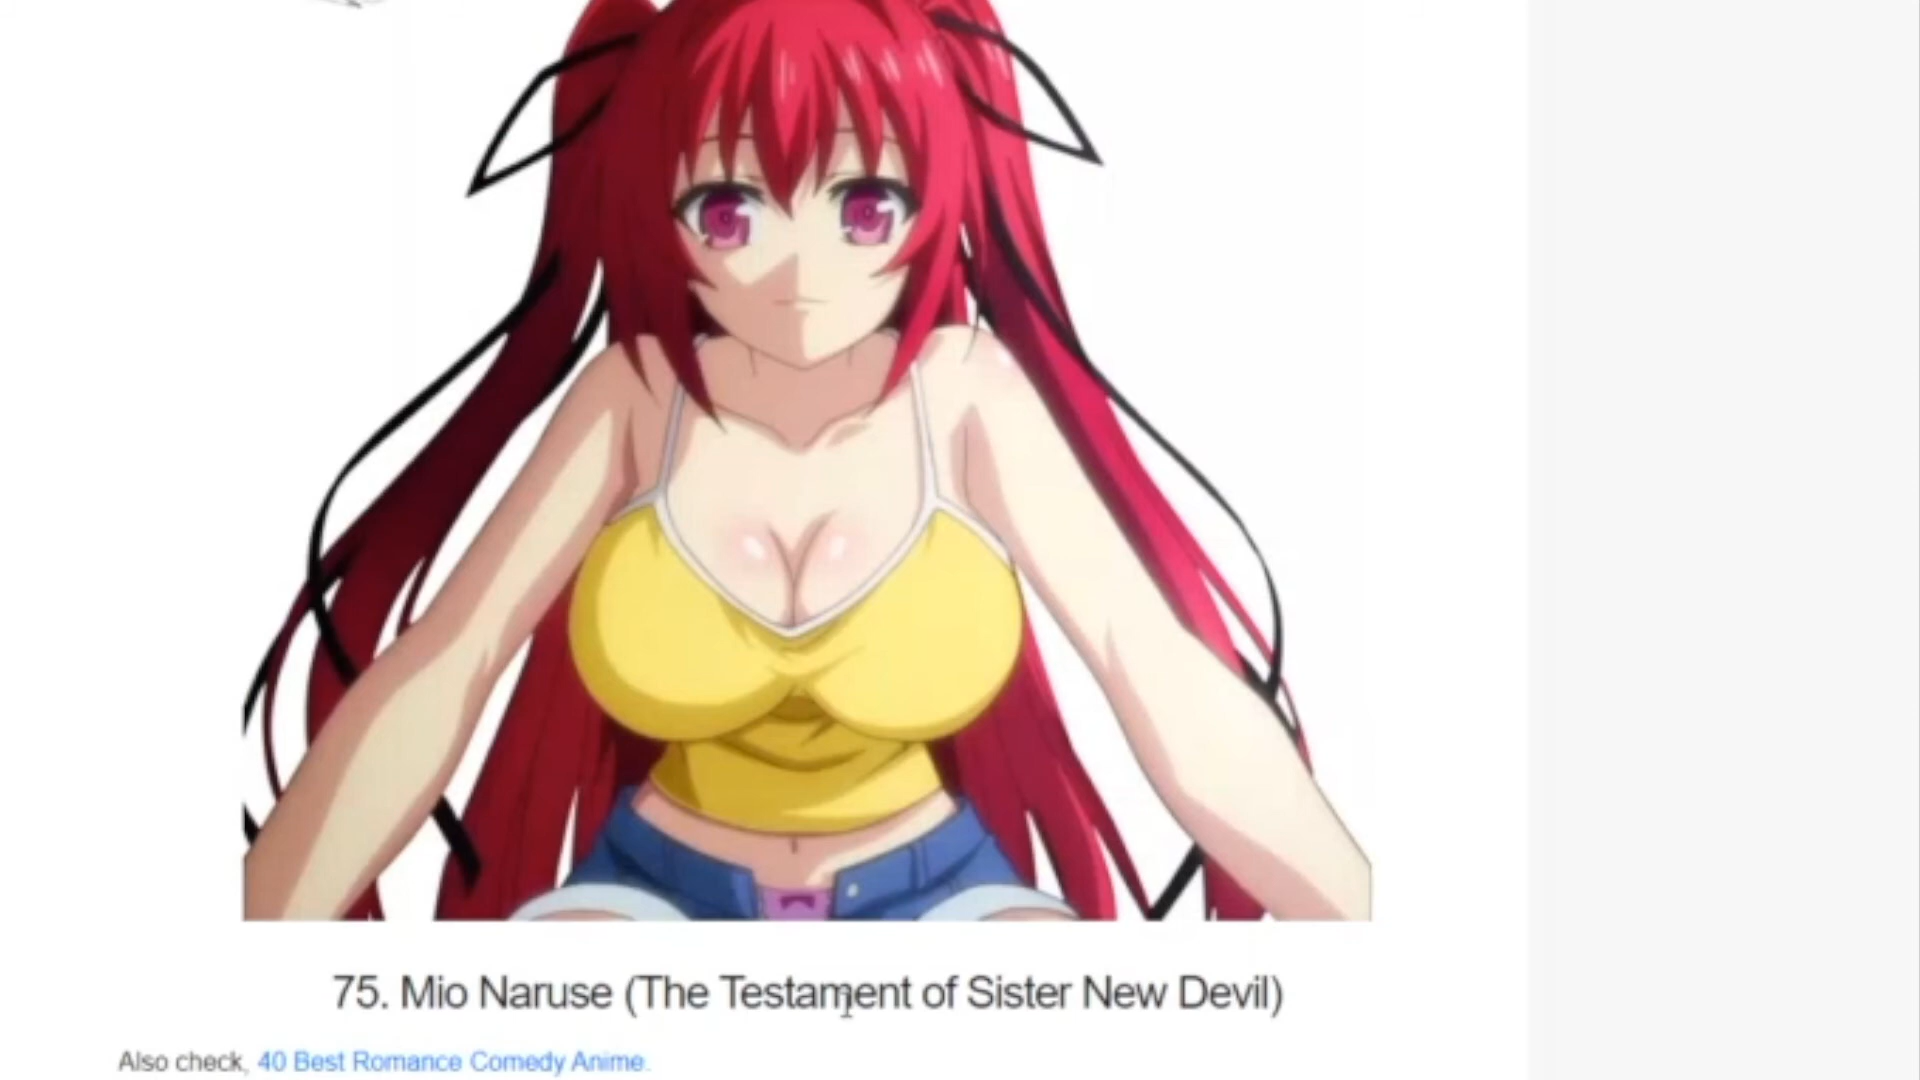 75. Mio Naruse (The Testament of Sister New Devil)
Also check, 40 Best Romance Comedy Anime.